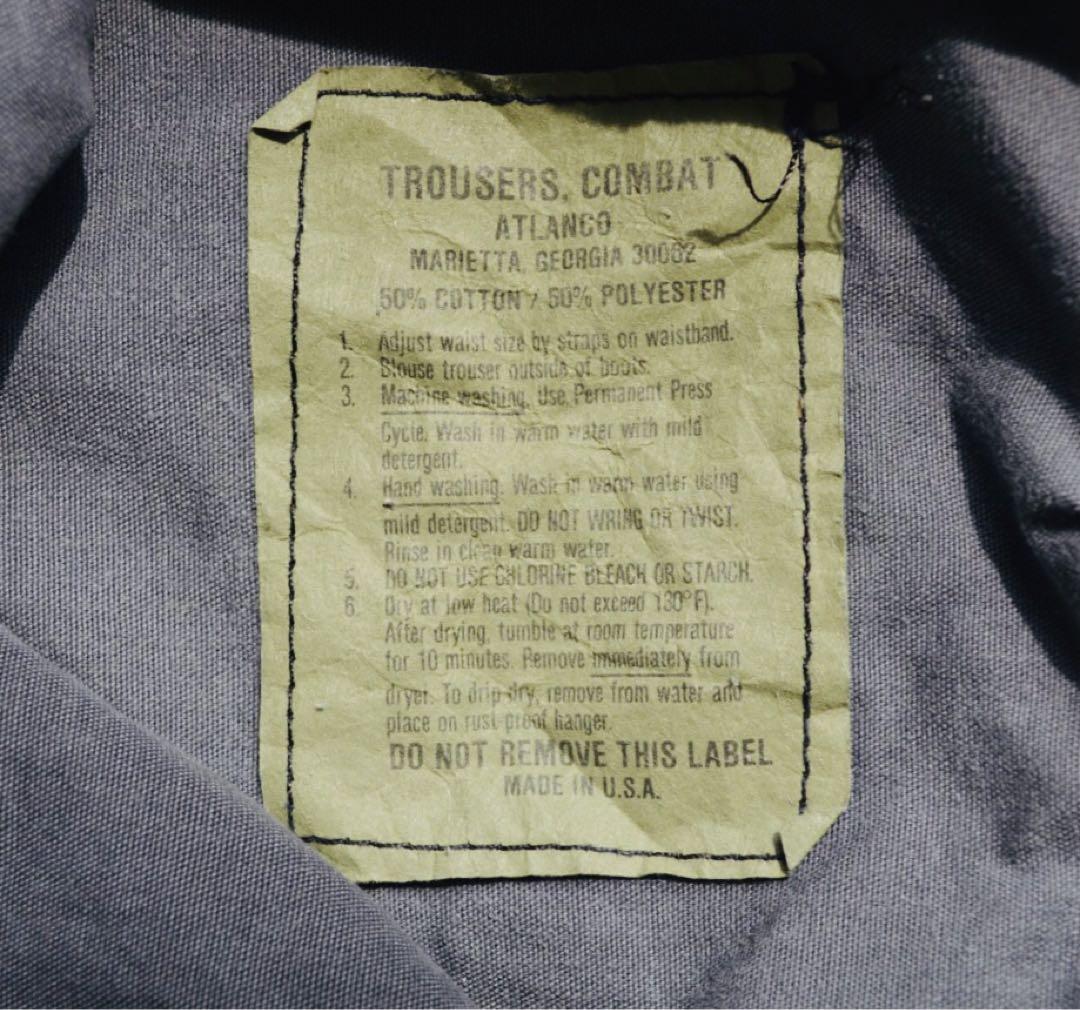 TROUSERS, COMBAT
ATLANCO
MARIETTA, GEORGIA 30062
50% COTTON / 50% POLYESTER
1. Adjust waist size by straps on waistband.
2. Blouse trouser outside of boots.
3. Machine washing. Use Permanent Press
Cycle. Wash in warm water with mild
detergent.
4. Hand washing. Wash in warm water using
mild detergent. DO NOT WRING OR TWIST.
Rinse in clean warm water.
5. DO NOT USE CHLORINE BLEACH OR STARCH.
6. Dry at low heat (Do not exceed 130°F).
After drying, tumble at room temperature
for 10 minutes. Remove immediately from
dryer. To drip dry, remove from water and
place on rust-proof hanger.
DO NOT REMOVE THIS LABEL
MADE IN U.S.A.